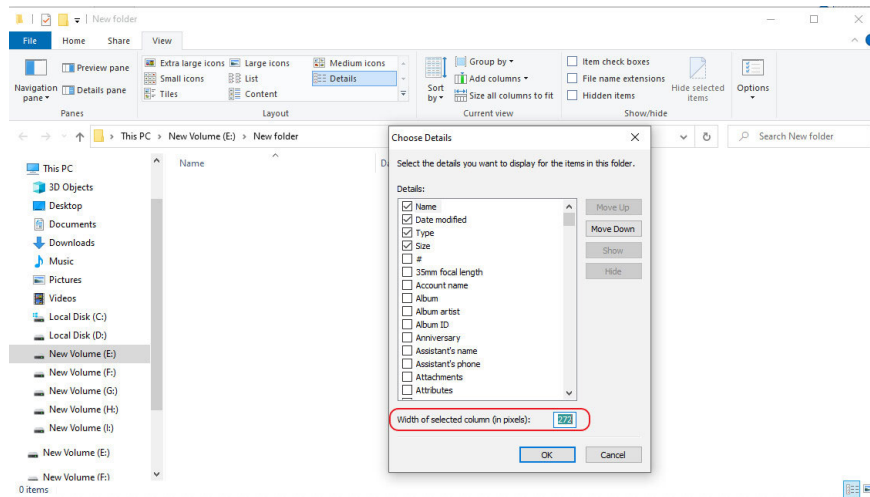 New folder
File Home Share View
Navigation pane
Preview pane
Details pane
Panes
Extra large icons Large icons Medium icons
Small icons List Details
Tiles Content
Layout
Sort by
Group by
Add columns
Size all columns to fit
Current view
Item check boxes
File name extensions
Hidden items
Hide selected items
Show/hide
Options
This PC > New Volume (E:) > New folder
Search New folder
Name
This PC
3D Objects
Desktop
Documents
Downloads
Music
Pictures
Videos
Local Disk (C:)
Local Disk (D:)
New Volume (E:)
New Volume (F:)
New Volume (G:)
New Volume (H:)
New Volume (I:)
New Volume (E:)
New Volume (F:)
0 items
Choose Details
Select the details you want to display for the items in this folder.
Details:
Name
Date modified
Type
Size
#
35mm focal length
Account name
Album
Album artist
Album ID
Anniversary
Assistant's name
Assistant's phone
Attachments
Attributes
Move Up
Move Down
Show
Hide
Width of selected column (in pixels): 272
OK Cancel